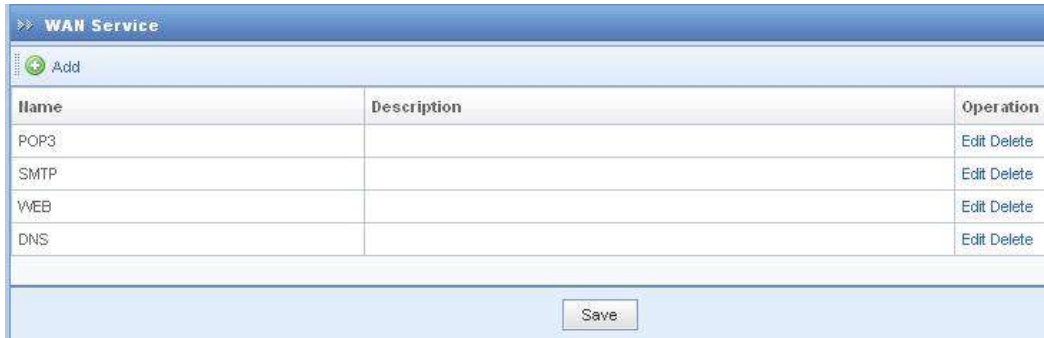 WAN Service
Add
Name Description Operation
POP3 Edit Delete
SMTP Edit Delete
WEB Edit Delete
DNS Edit Delete
Save